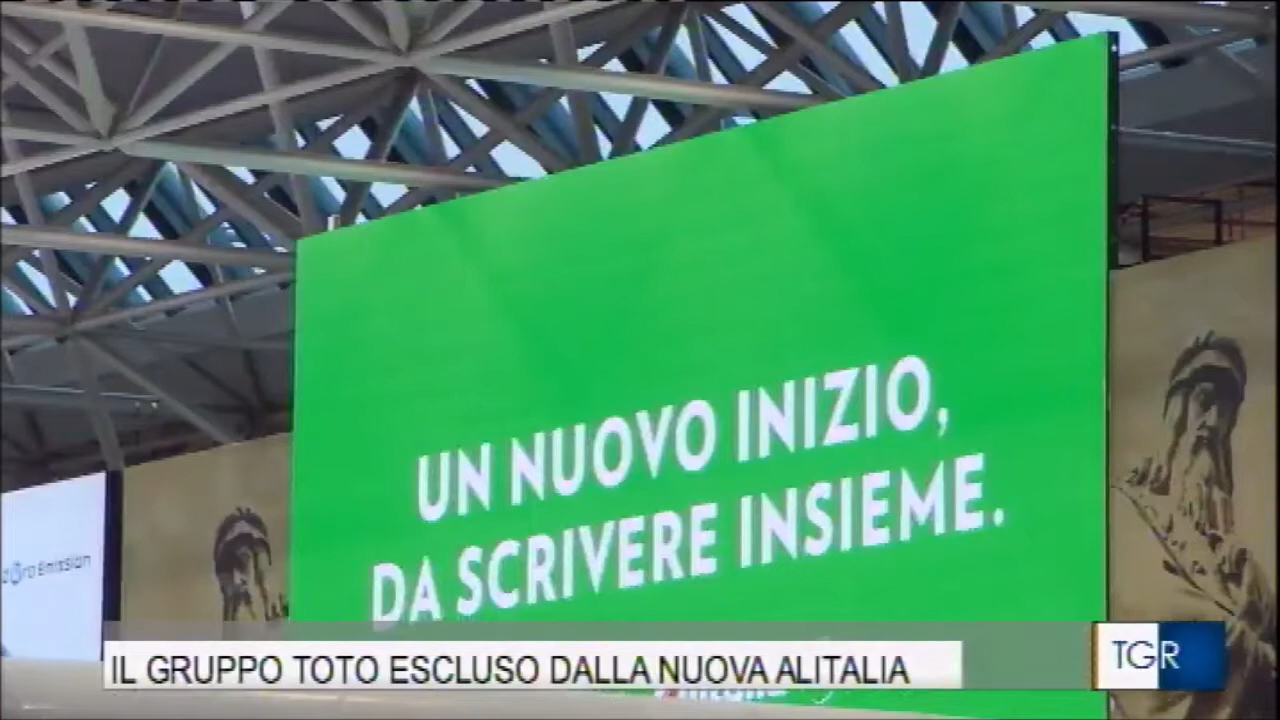 UN NUOVO INIZIO,
DA SCRIVERE INSIEME.
IL GRUPPO TOTO ESCLUSO DALLA NUOVA ALITALIA
TGR